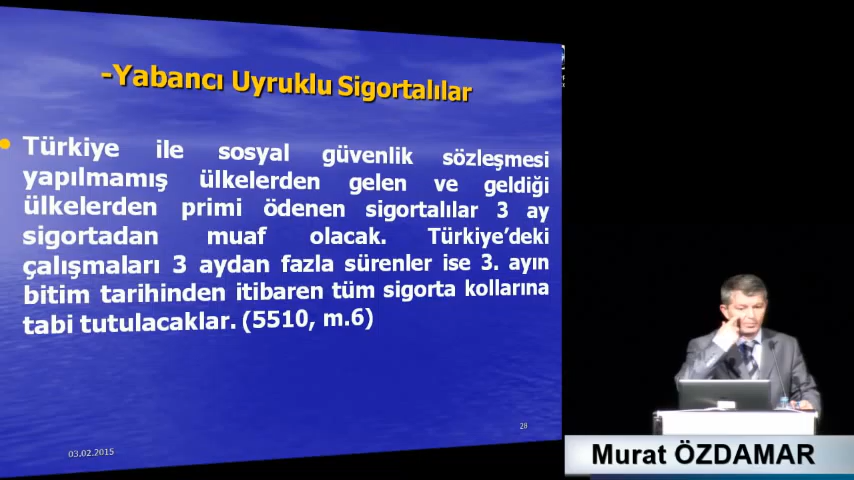 -Yabancı Uyruklu Sigortalılar
• Türkiye ile sosyal güvenlik sözleşmesi
yapılmamış ülkelerden gelen ve geldiği
ülkelerden primi ödenen sigortalılar 3 ay
sigortadan muaf olacak. Türkiye’deki
çalışmaları 3 aydan fazla sürenler ise 3. ayın
bitim tarihinden itibaren tüm sigorta kollarına
tabi tutulacaklar. (5510, m.6)
28
03.02.2015
Murat ÖZDAMAR